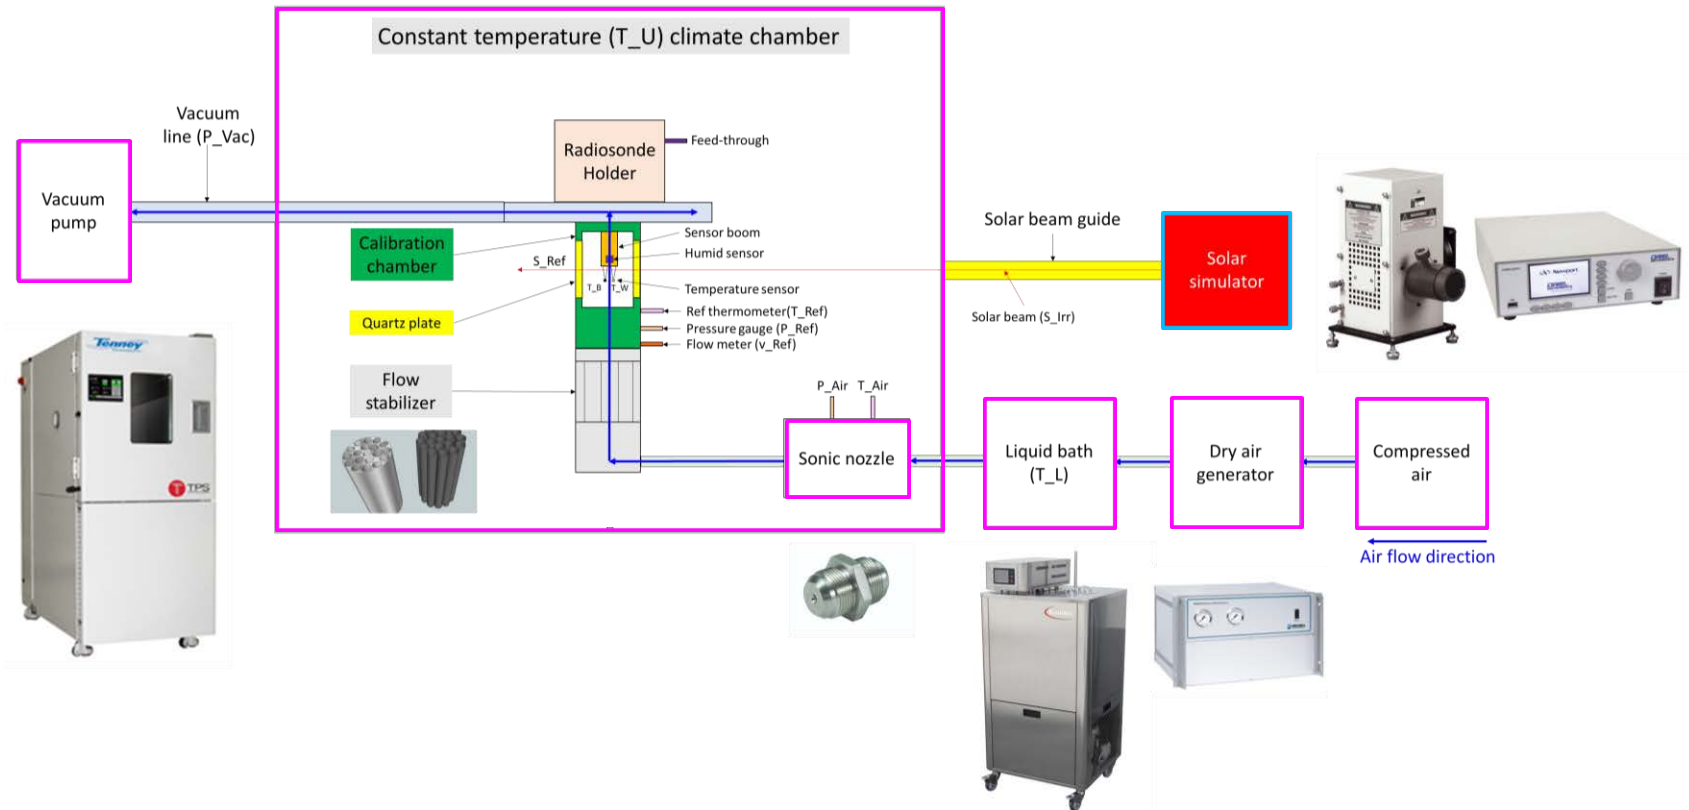 Constant temperature (T_U) climate chamber
Vacuum
line (P_Vac)
Vacuum
pump
Radiosonde
Holder
Feed-through
Calibration
chamber
Sensor boom
Humid sensor
S_Ref
T_B
T_W
Temperature sensor
Quartz plate
Ref thermometer(T_Ref)
Pressure gauge (P_Ref)
Flow meter (v_Ref)
Flow
stabilizer
Solar beam guide
Solar
simulator
Solar beam (S_Irr)
P_Air
T_Air
Sonic nozzle
Liquid bath
(T_L)
Dry air
generator
Compressed
air
Air flow direction
Tenney
TPS
Newport